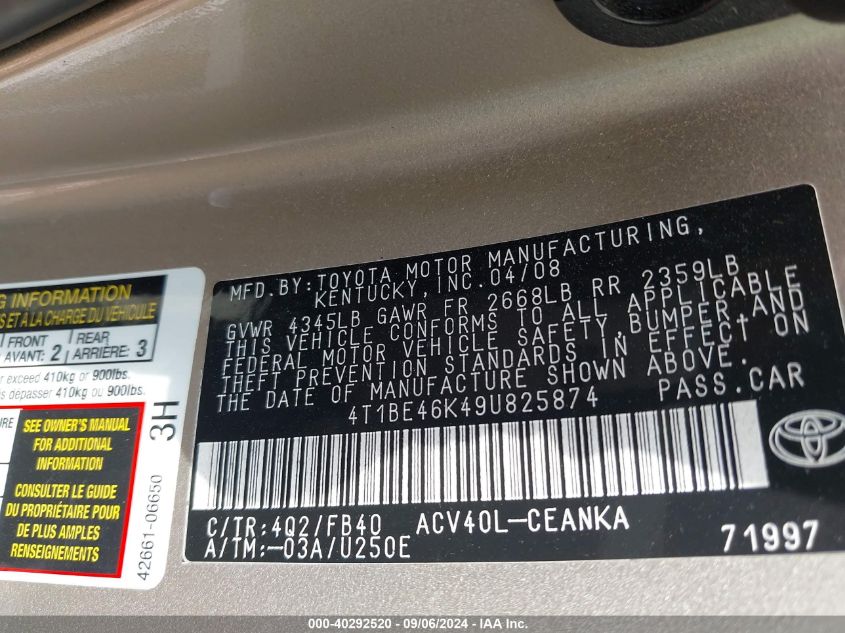 G INFORMATION
S ET À LA CHARGE DU VÉHICULE
FRONT
AVANT: 2
REAR
ARRIÈRE: 3
r exceed 410kg or 900lbs.
s dépasser 410kg ou 900lbs.
SEE OWNER'S MANUAL
FOR ADDITIONAL
INFORMATION
CONSULTER LE GUIDE
DU PROPRIÉTAIRE POUR
DE PLUS AMPLES
RENSEIGNEMENTS
3H
42661-06650
MFD.BY:TOYOTA MOTOR MANUFACTURING,
KENTUCKY,INC.04/08
GVWR 4345LB GAWR FR 2668LB RR 2359LB
THIS VEHICLE CONFORMS TO ALL APPLICABLE
FEDERAL MOTOR VEHICLE SAFETY,BUMPER,AND
THEFT PREVENTION STANDARDS IN EFFECT ON
THE DATE OF MANUFACTURE SHOWN ABOVE.
4T1BE46K49U825874 PASS.CAR
C/TR:4Q2/FB40 ACV40L-CEANKA
A/TM:-03A/U250E
71997
000-40292520 - 09/06/2024 - IAA Inc.